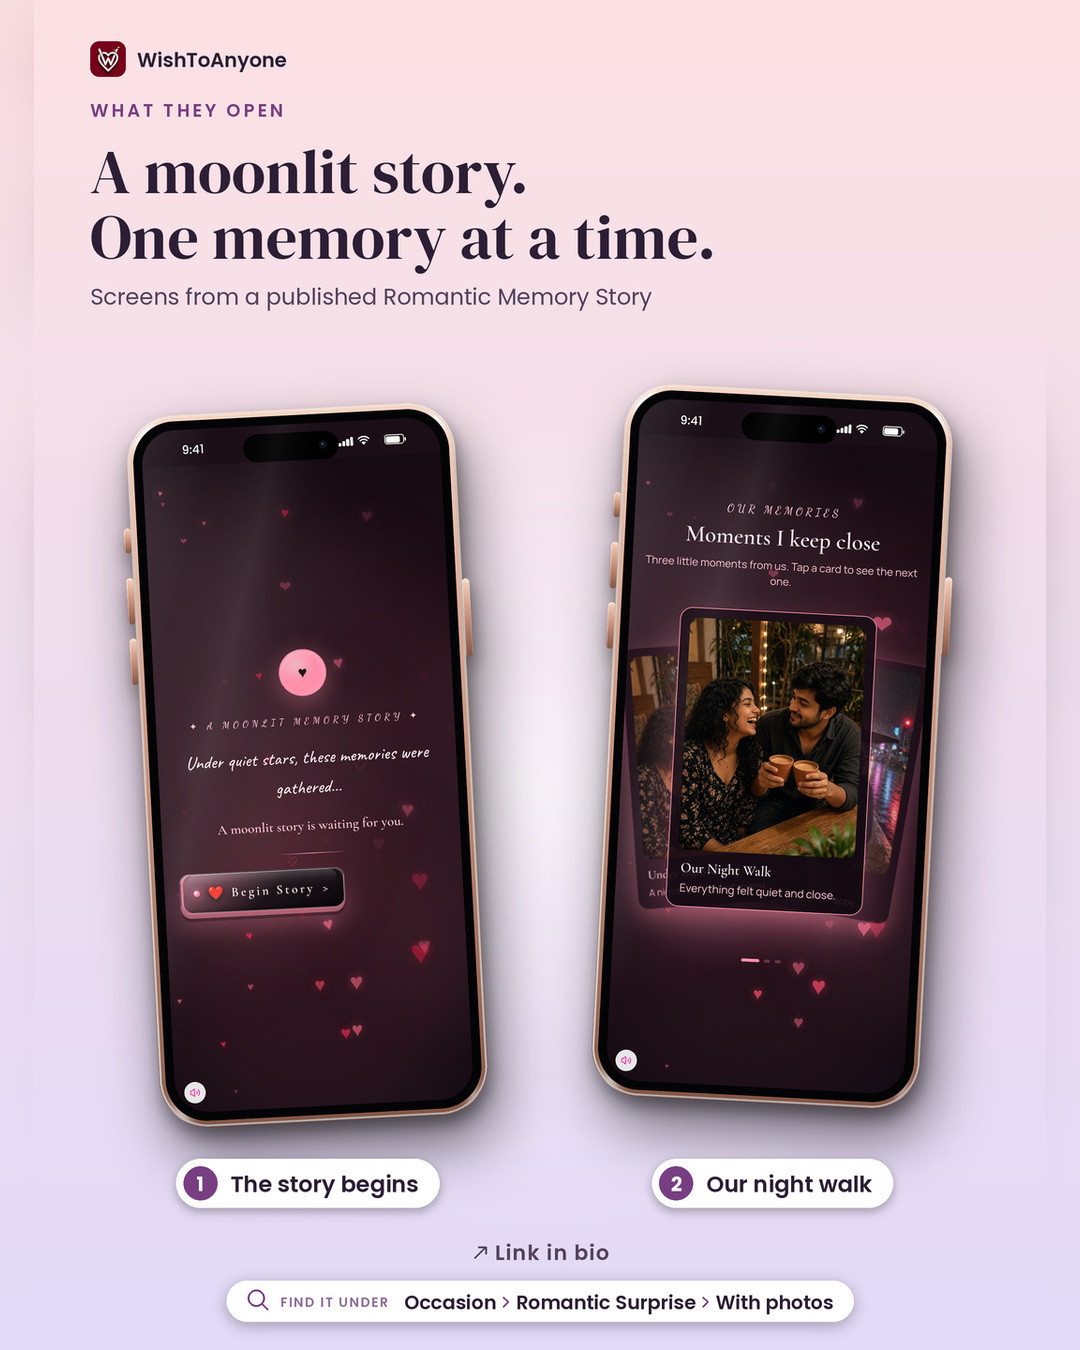 WishToAnyone
WHAT THEY OPEN
A moonlit story.
One memory at a time.
Screens from a published Romantic Memory Story
9:41
✦ A MOONLIT MEMORY STORY ✦
Under quiet stars, these memories were
gathered...
A moonlit story is waiting for you.
❤️ Begin Story >
9:41
OUR MEMORIES
Moments I keep close
Three little moments from us. Tap a card to see the next
one.
Our Night Walk
Everything felt quiet and close.
1 The story begins
2 Our night walk
↗ Link in bio
FIND IT UNDER Occasion > Romantic Surprise > With photos